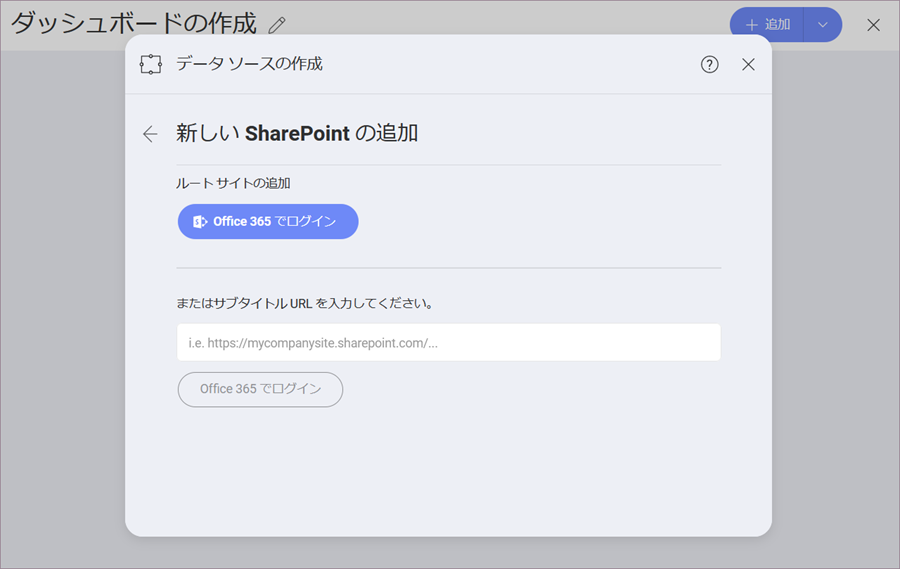 ダッシュボードの作成
+ 追加
データ ソースの作成
?
新しい SharePoint の追加
ルート サイトの追加
Office 365 でログイン
またはサブタイトル URL を入力してください。
i.e. https://mycompanysite.sharepoint.com/...
Office 365 でログイン